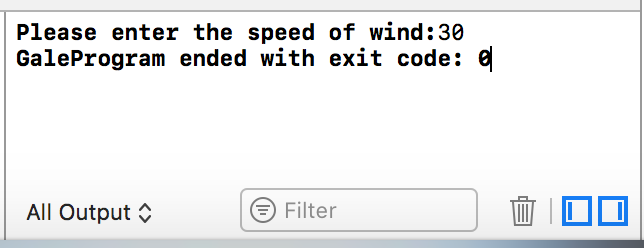 Please enter the speed of wind:30
GaleProgram ended with exit code: 0
All Output
Filter